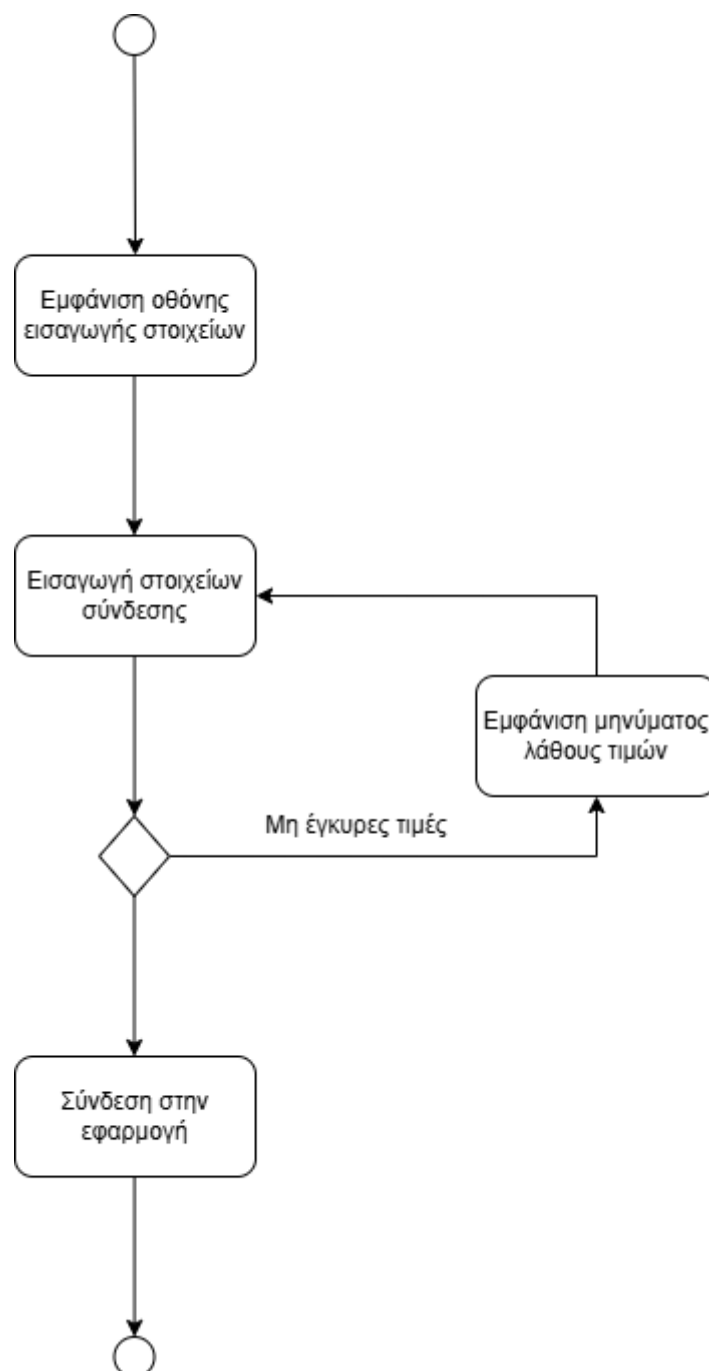 Εμφάνιση οθόνης
εισαγωγής στοιχείων
Εισαγωγή στοιχείων
σύνδεσης
Εμφάνιση μηνύματος
λάθους τιμών
Μη έγκυρες τιμές
Σύνδεση στην
εφαρμογή